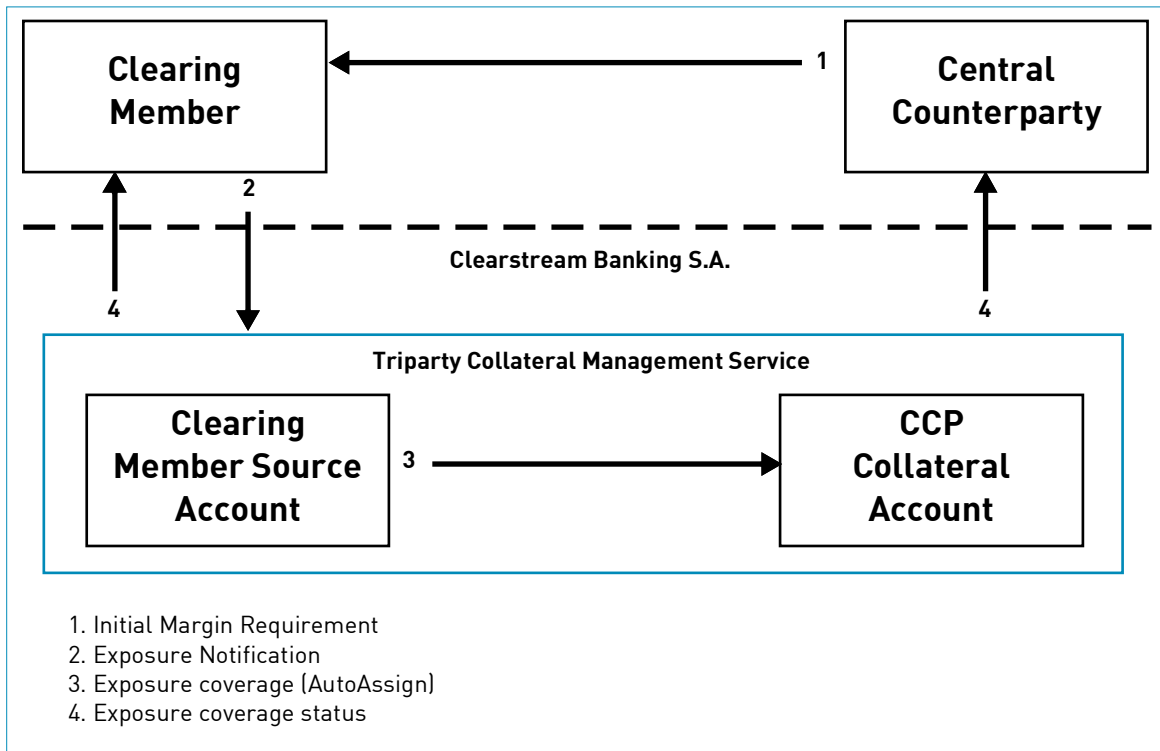 Clearing
Member
1
Central
Counterparty
2
Clearstream Banking S.A.
4
4
Triparty Collateral Management Service
Clearing
Member Source
Account
3
CCP
Collateral
Account
1. Initial Margin Requirement
2. Exposure Notification
3. Exposure coverage (AutoAssign)
4. Exposure coverage status